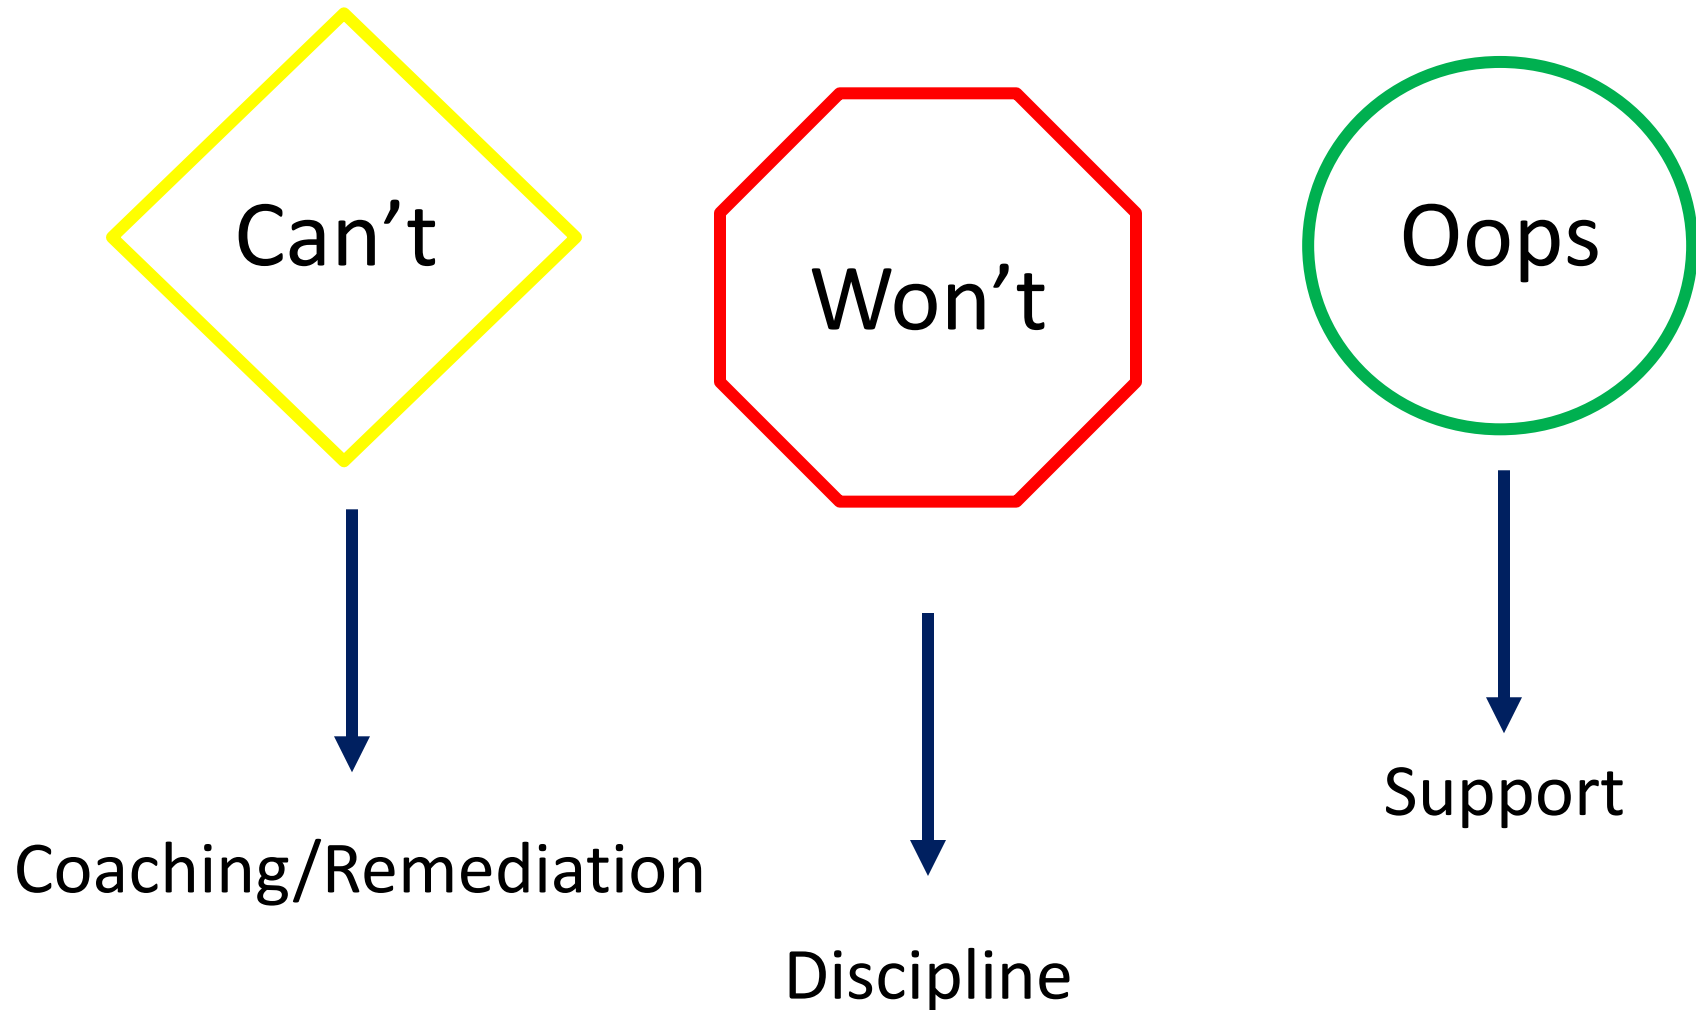 Can’t
Won’t
Oops
Coaching/Remediation
Discipline
Support